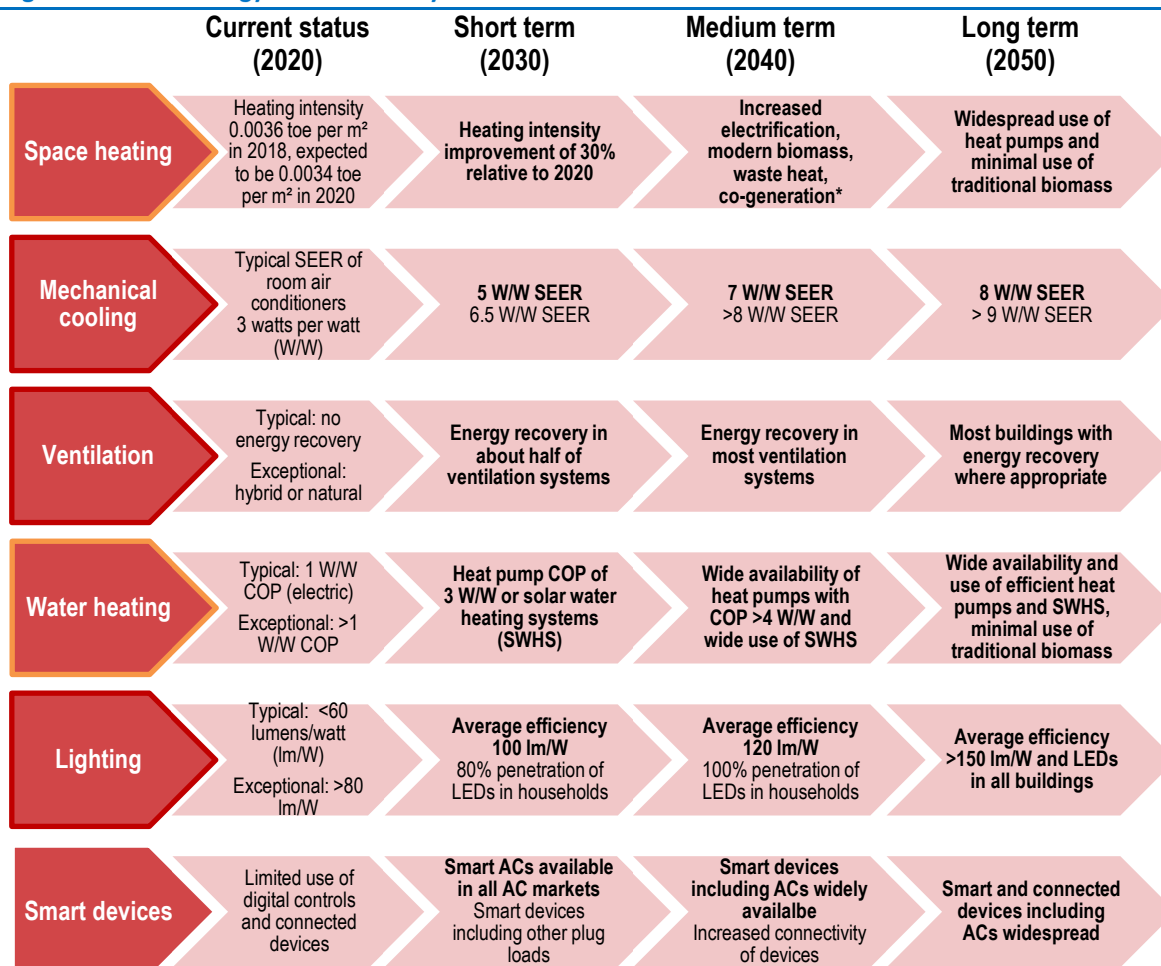 Current status
(2020)
Short term
(2030)
Medium term
(2040)
Long term
(2050)
Space heating
Heating intensity
0.0036 toe per m²
in 2018, expected
to be 0.0034 toe
per m² in 2020
Heating intensity
improvement of 30%
relative to 2020
Increased
electrification,
modern biomass,
waste heat,
co-generation*
Widespread use of
heat pumps and
minimal use of
traditional biomass
Mechanical
cooling
Typical SEER of
room air
conditioners
3 watts per watt
(W/W)
5 W/W SEER
6.5 W/W SEER
7 W/W SEER
>8 W/W SEER
8 W/W SEER
> 9 W/W SEER
Ventilation
Typical: no
energy recovery
Exceptional:
hybrid or natural
Energy recovery in
about half of
ventilation systems
Energy recovery in
most ventilation
systems
Most buildings with
energy recovery
where appropriate
Water heating
Typical: 1 W/W
COP (electric)
Exceptional: >1
W/W COP
Heat pump COP of
3 W/W or solar water
heating systems
(SWHS)
Wide availability of
heat pumps with
COP >4 W/W and
wide use of SWHS
Wide availability and
use of efficient heat
pumps and SWHS,
minimal use of
traditional biomass
Lighting
Typical: <60
lumens/watt
(lm/W)
Exceptional: >80
lm/W
Average efficiency
100 lm/W
80% penetration of
LEDs in households
Average efficiency
120 lm/W
100% penetration of
LEDs in households
Average efficiency
>150 lm/W and LEDs
in all buildings
Smart devices
Limited use of
digital controls
and connected
devices
Smart ACs available
in all AC markets
Smart devices
including other plug
loads
Smart devices
including ACs widely
availalbe
Increased connectivity
of devices
Smart and connected
devices including
ACs widespread